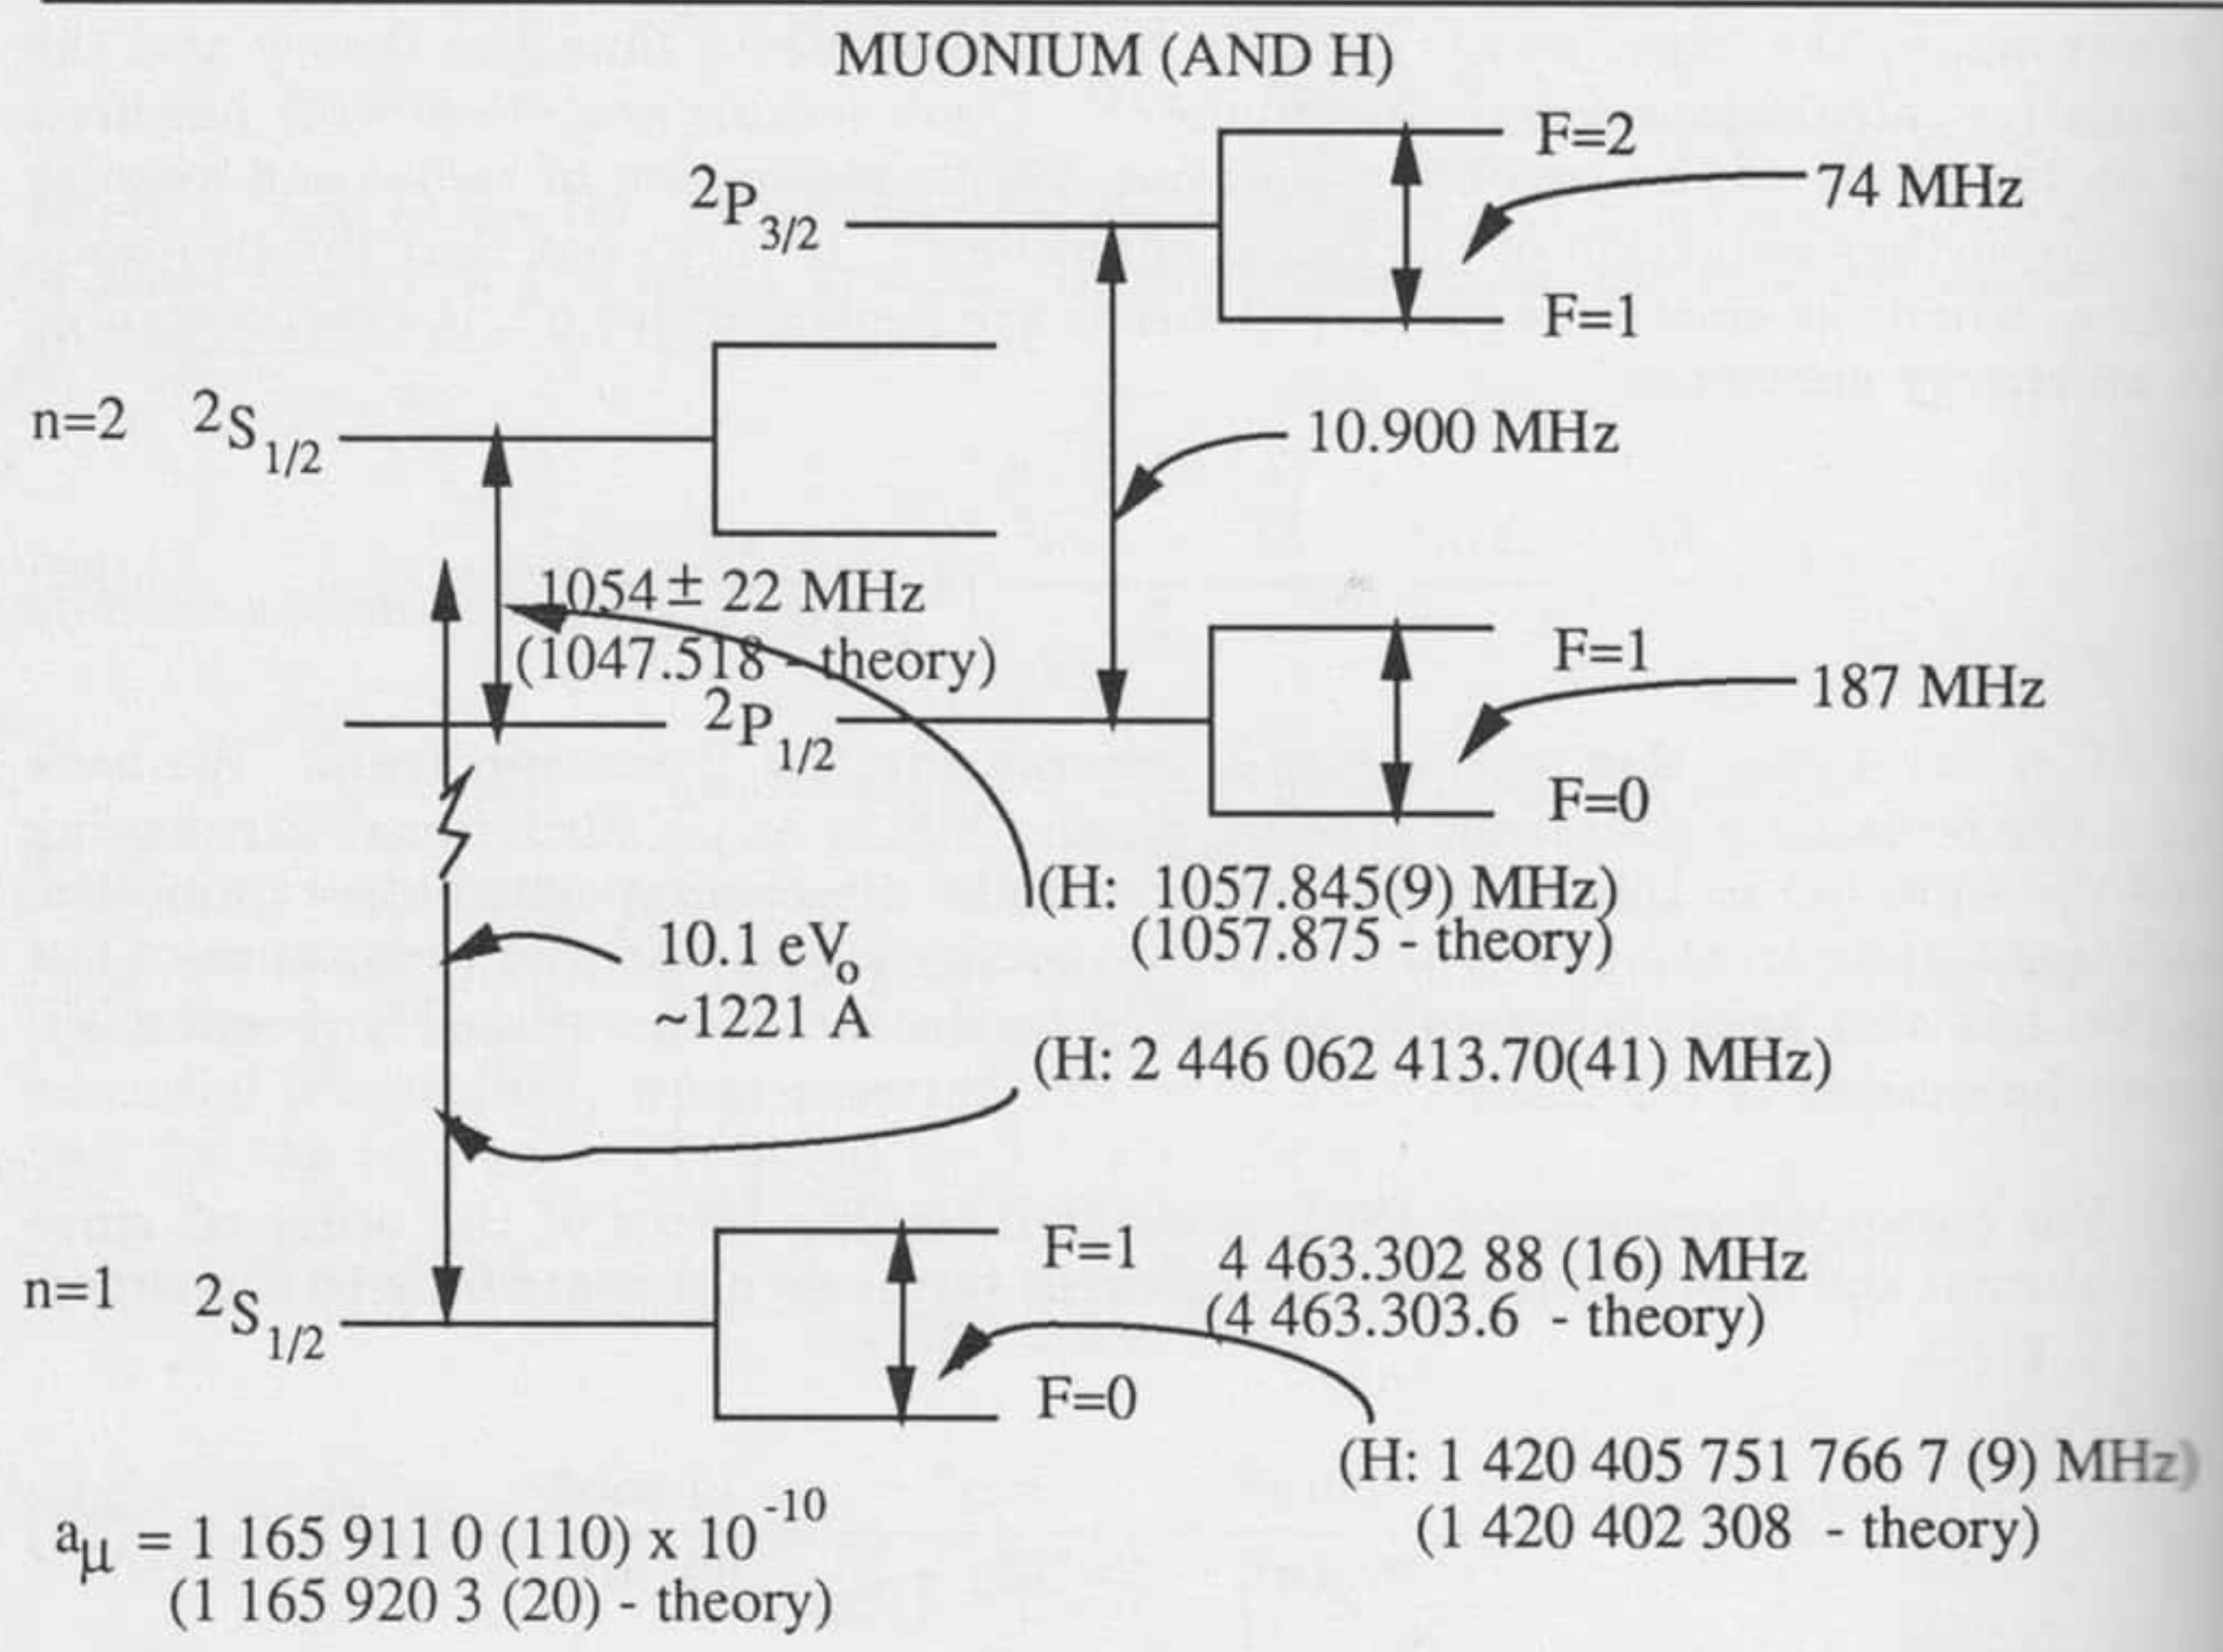 MUONIUM (AND H)
F=2
74 MHz
2P3/2
F=1
n=2 2S1/2
10.900 MHz
1054 ± 22 MHz
(1047.518 - theory)
F=1
187 MHz
2P1/2
F=0
(H: 1057.845(9) MHz)
(1057.875 - theory)
10.1 eV
~1221 Å
(H: 2 446 062 413.70(41) MHz)
F=1 4 463.302 88 (16) MHz
(4 463.303.6 - theory)
n=1 2S1/2
F=0
(H: 1 420 405 751 766 7 (9) MHz)
(1 420 402 308 - theory)
aμ = 1 165 911 0 (110) x 10-10
(1 165 920 3 (20) - theory)